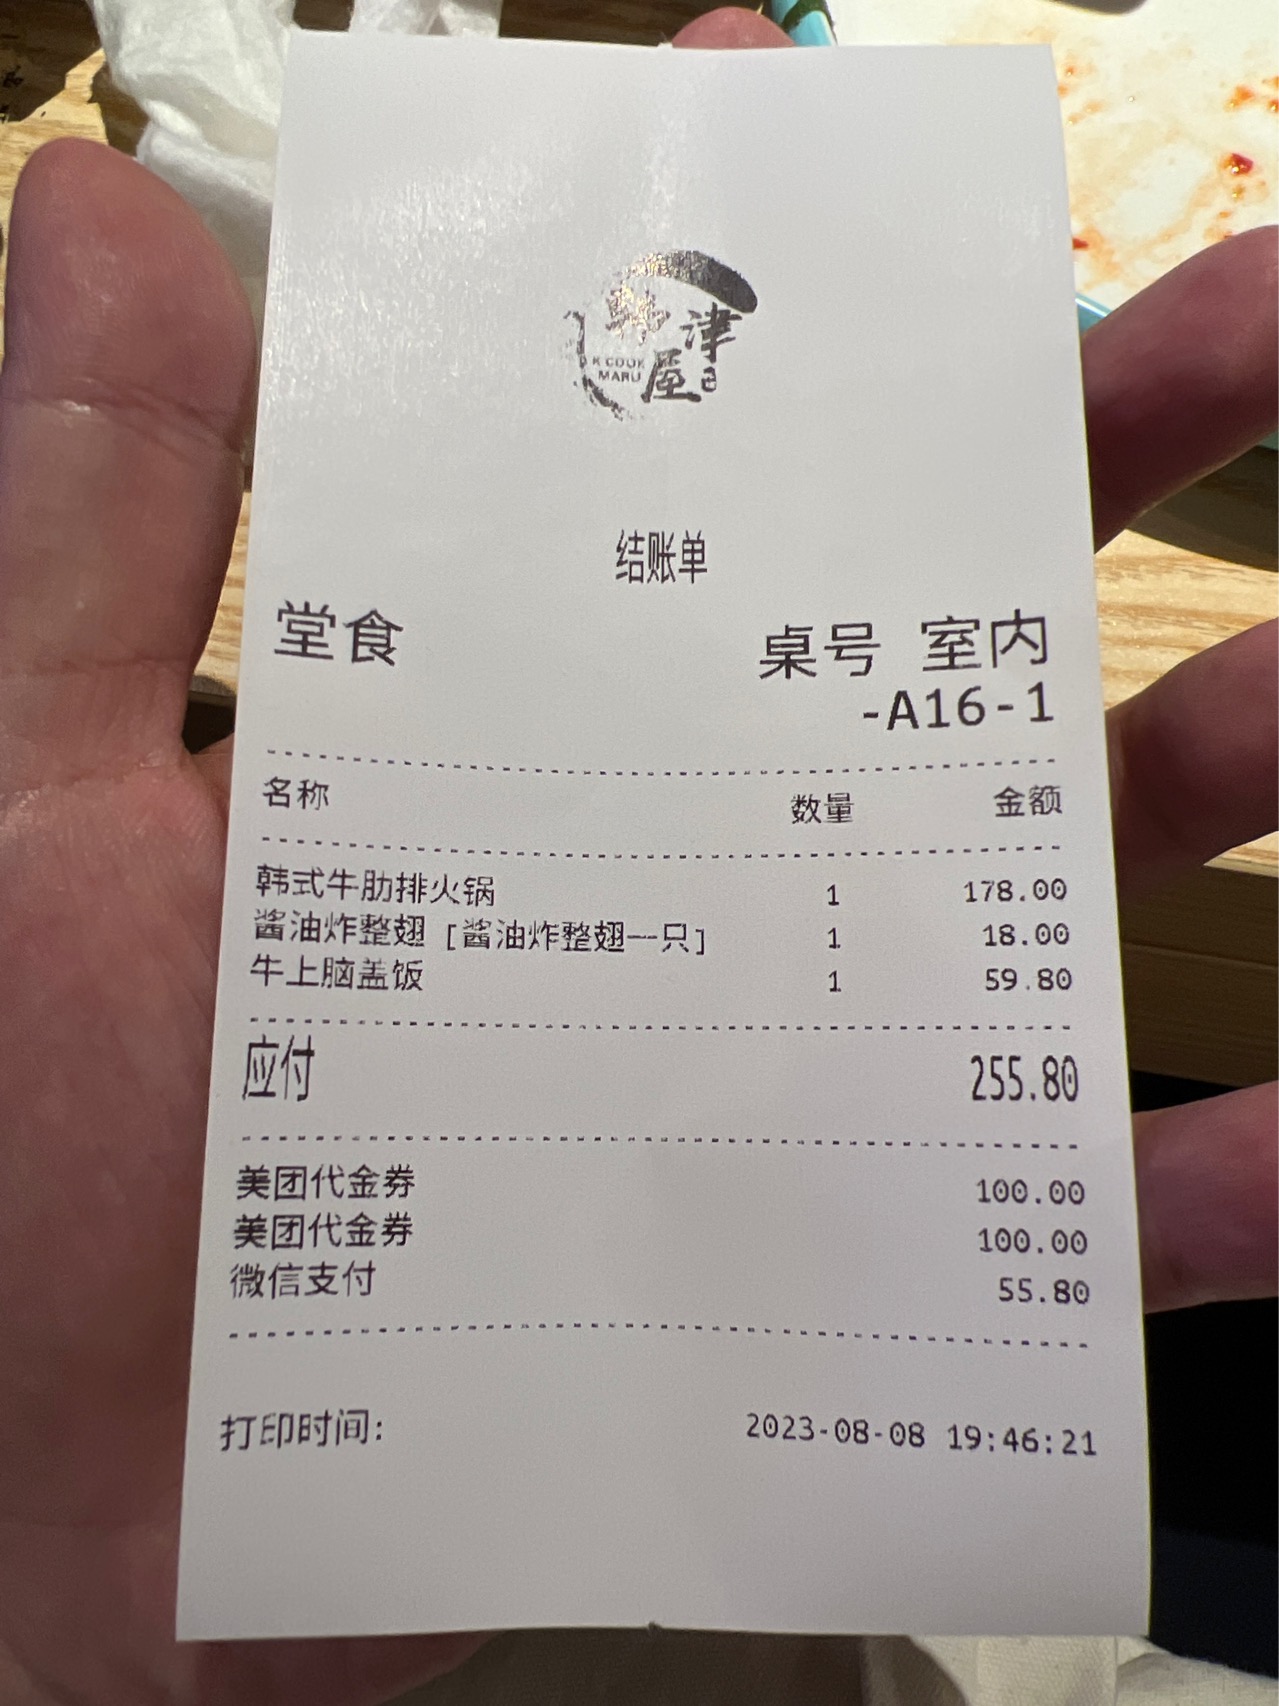 韩津屋
K COOK
MARU
结账单
堂食 桌号 室内
-A16-1
名称 数量 金额
韩式牛肋排火锅 1 178.00
酱油炸整翅 [酱油炸整翅一只] 1 18.00
牛上脑盖饭 1 59.80
应付 255.80
美团代金券 100.00
美团代金券 100.00
微信支付 55.80
打印时间: 2023-08-08 19:46:21